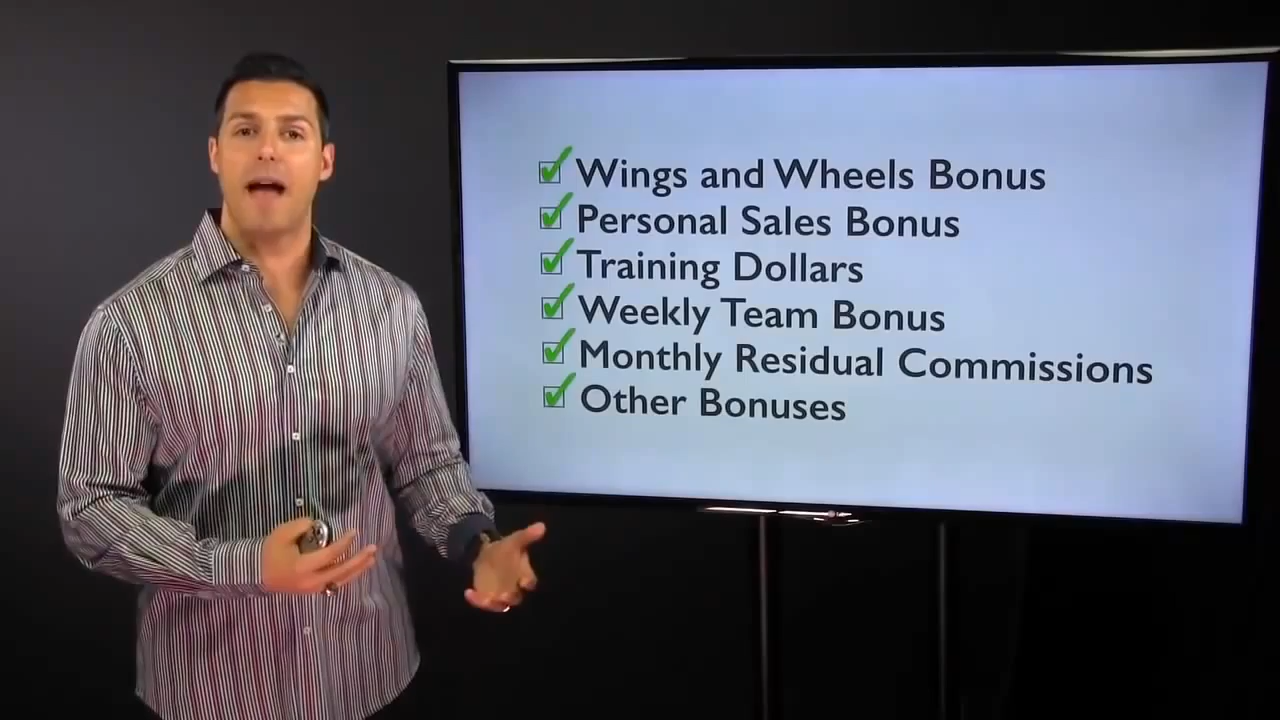 Wings and Wheels Bonus
Personal Sales Bonus
Training Dollars
Weekly Team Bonus
Monthly Residual Commissions
Other Bonuses